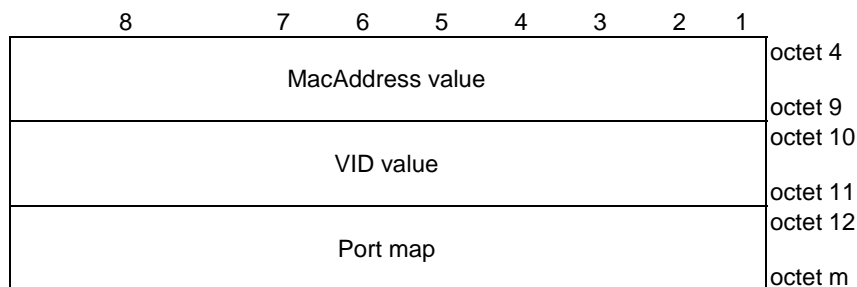 8 7 6 5 4 3 2 1
octet 4
MacAddress value
octet 9
octet 10
VID value
octet 11
octet 12
Port map
octet m